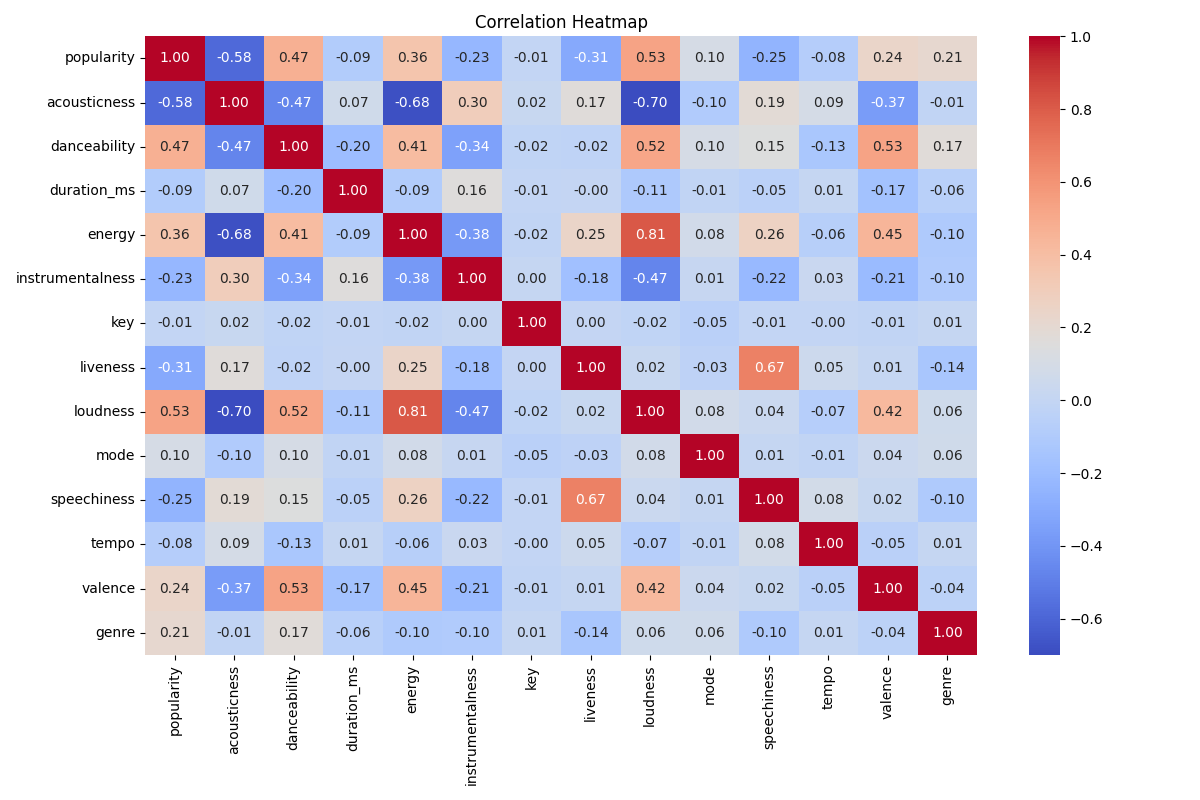 Correlation Heatmap
popularity 1.00 -0.58 0.47 -0.09 0.36 -0.23 -0.01 -0.31 0.53 0.10 -0.25 -0.08 0.24 0.21
acousticness -0.58 1.00 -0.47 0.07 -0.68 0.30 0.02 0.17 -0.70 -0.10 0.19 0.09 -0.37 -0.01
danceability 0.47 -0.47 1.00 -0.20 0.41 -0.34 -0.02 -0.02 0.52 0.10 0.15 -0.13 0.53 0.17
duration_ms -0.09 0.07 -0.20 1.00 -0.09 0.16 -0.01 -0.00 -0.11 -0.01 -0.05 0.01 -0.17 -0.06
energy 0.36 -0.68 0.41 -0.09 1.00 -0.38 -0.02 0.25 0.81 0.08 0.26 -0.06 0.45 -0.10
instrumentalness -0.23 0.30 -0.34 0.16 -0.38 1.00 0.00 -0.18 -0.47 0.01 -0.22 0.03 -0.21 -0.10
key -0.01 0.02 -0.02 -0.01 -0.02 0.00 1.00 0.00 -0.02 -0.05 -0.01 -0.00 -0.01 0.01
liveness -0.31 0.17 -0.02 -0.00 0.25 -0.18 0.00 1.00 0.02 -0.03 0.67 0.05 0.01 -0.14
loudness 0.53 -0.70 0.52 -0.11 0.81 -0.47 -0.02 0.02 1.00 0.08 0.04 -0.07 0.42 0.06
mode 0.10 -0.10 0.10 -0.01 0.08 0.01 -0.05 -0.03 0.08 1.00 0.01 -0.01 0.04 0.06
speechiness -0.25 0.19 0.15 -0.05 0.26 -0.22 -0.01 0.67 0.04 0.01 1.00 0.08 0.02 -0.10
tempo -0.08 0.09 -0.13 0.01 -0.06 0.03 -0.00 0.05 -0.07 -0.01 0.08 1.00 -0.05 0.01
valence 0.24 -0.37 0.53 -0.17 0.45 -0.21 -0.01 0.01 0.42 0.04 0.02 -0.05 1.00 -0.04
genre 0.21 -0.01 0.17 -0.06 -0.10 -0.10 0.01 -0.14 0.06 0.06 -0.10 0.01 -0.04 1.00
popularity acousticness danceability duration_ms energy instrumentalness key liveness loudness mode speechiness tempo valence genre
1.0
0.8
0.6
0.4
0.2
0.0
−0.2
−0.4
−0.6